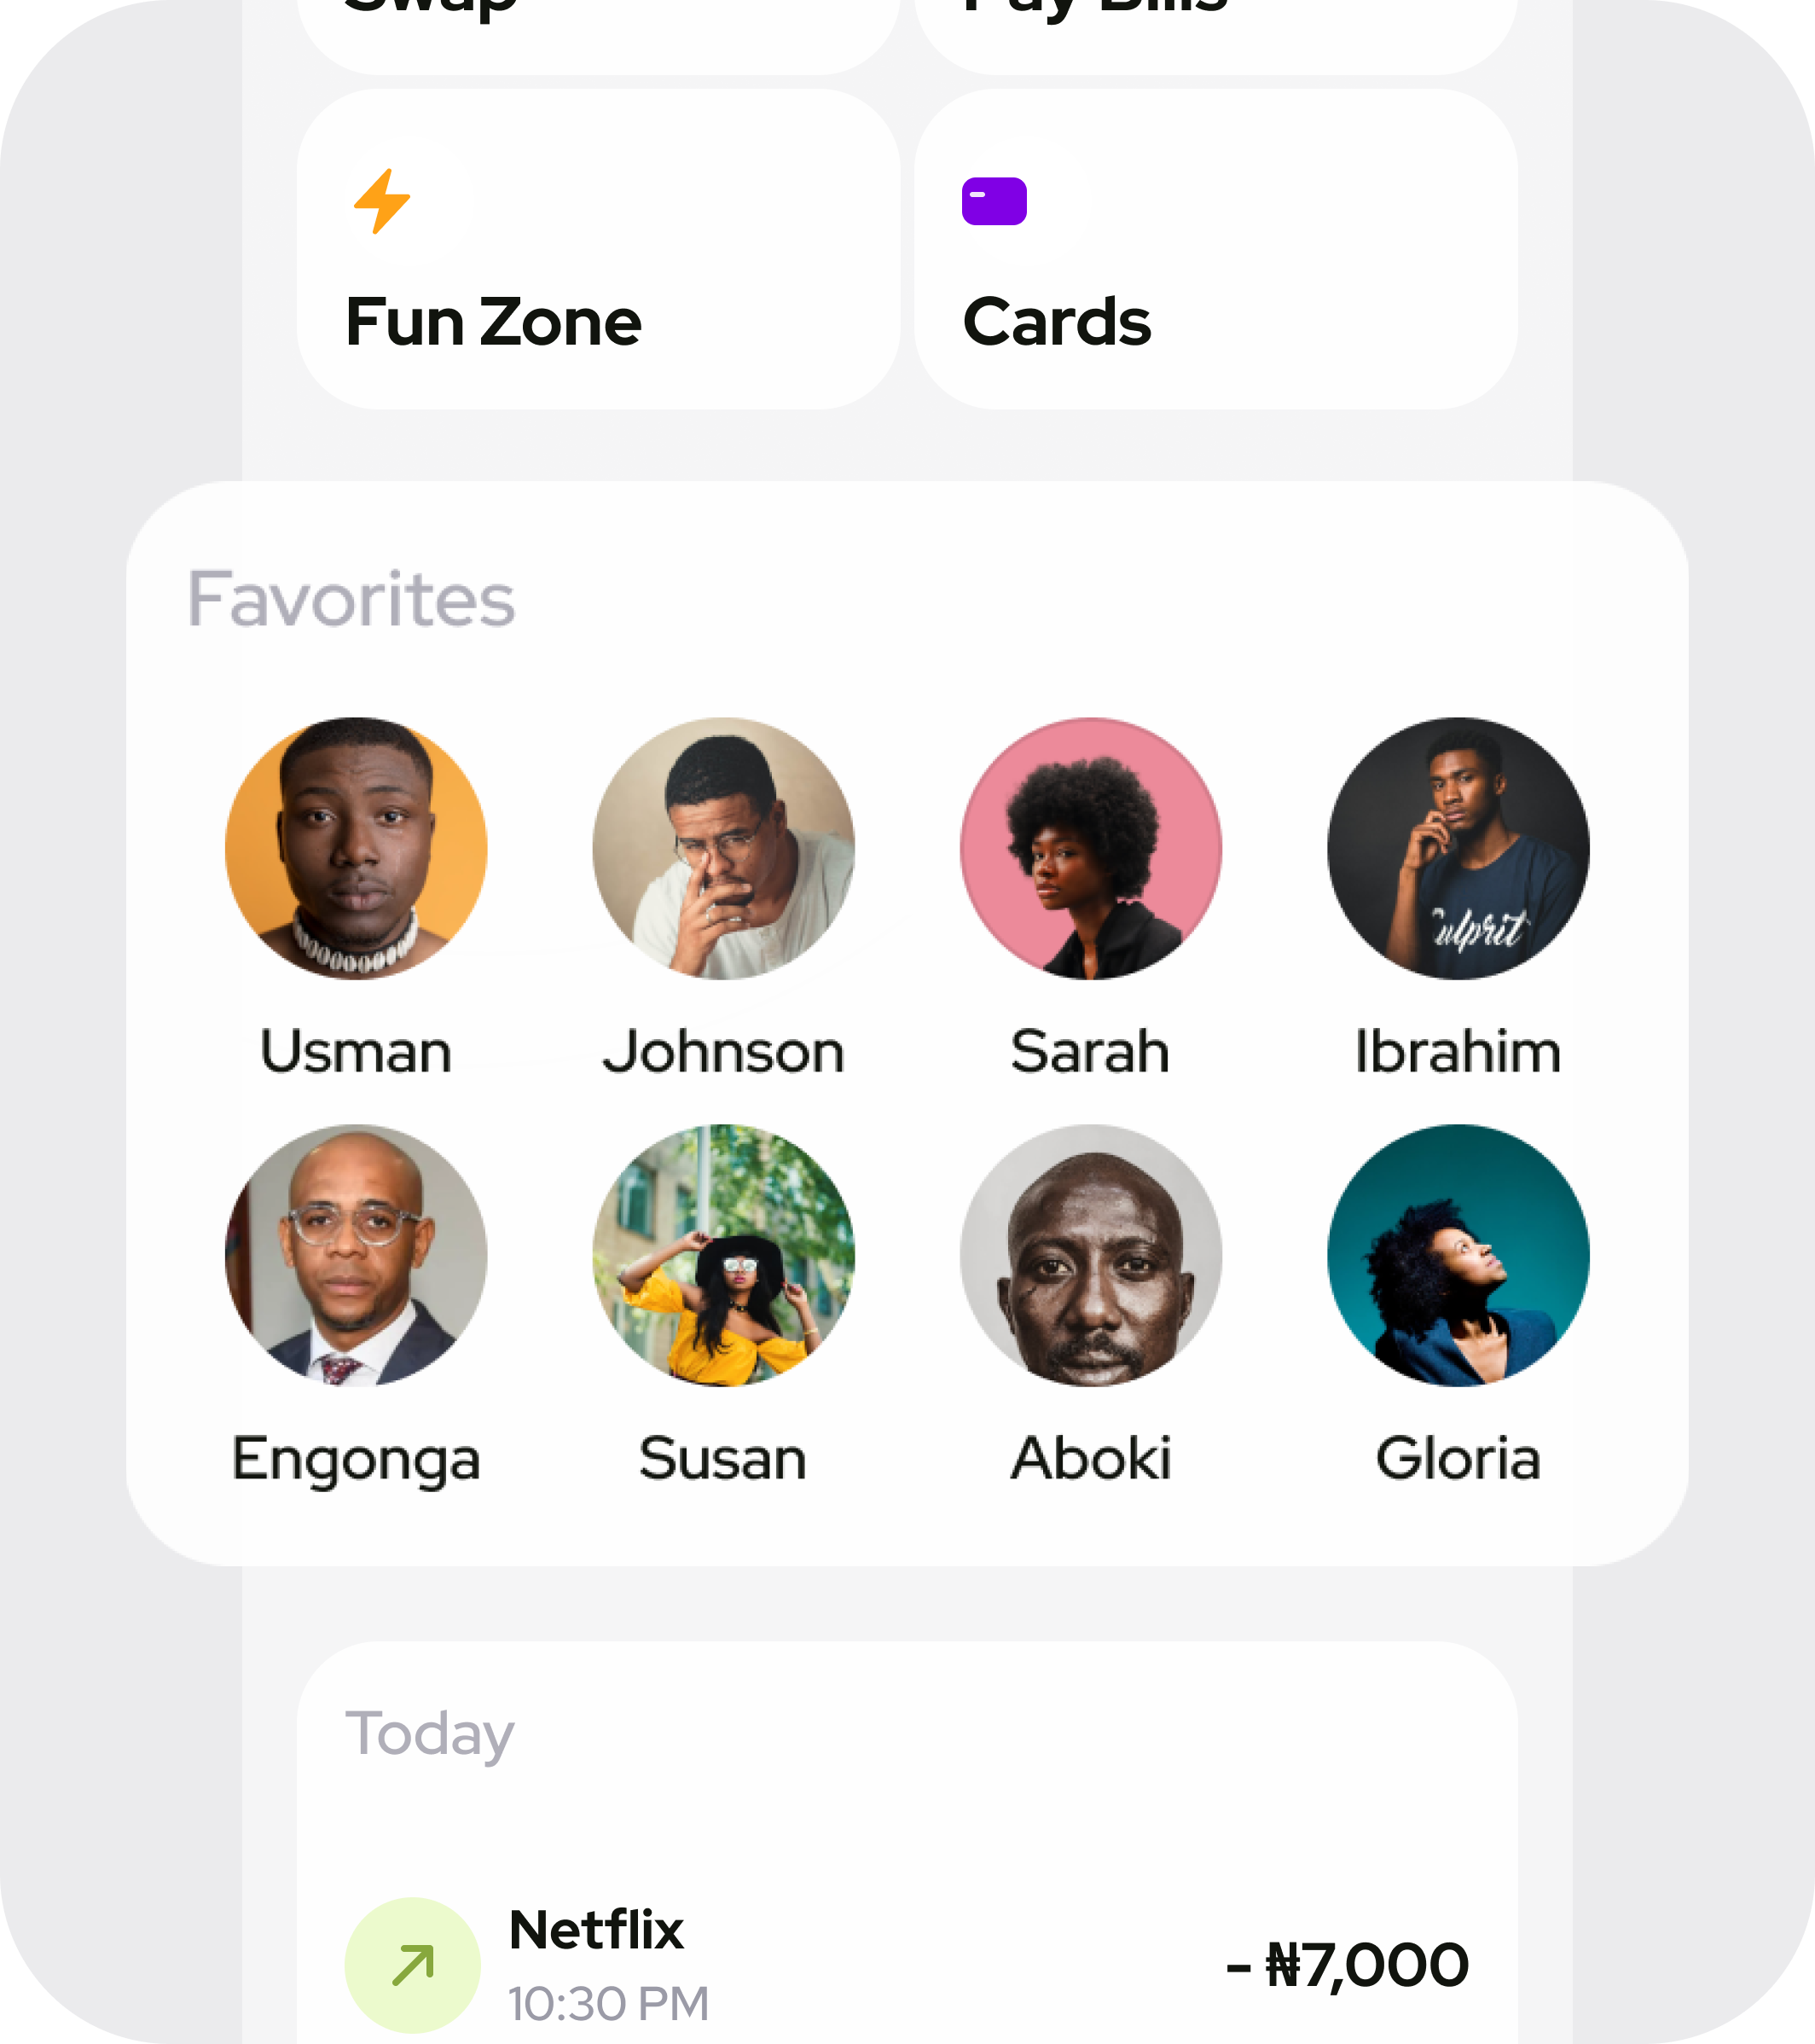 Swap Pay Bills
Fun Zone Cards
Favorites
Usman Johnson Sarah Ibrahim
ulprit
Engonga Susan Aboki Gloria
Today
Netflix
10:30 PM
- ₦7,000